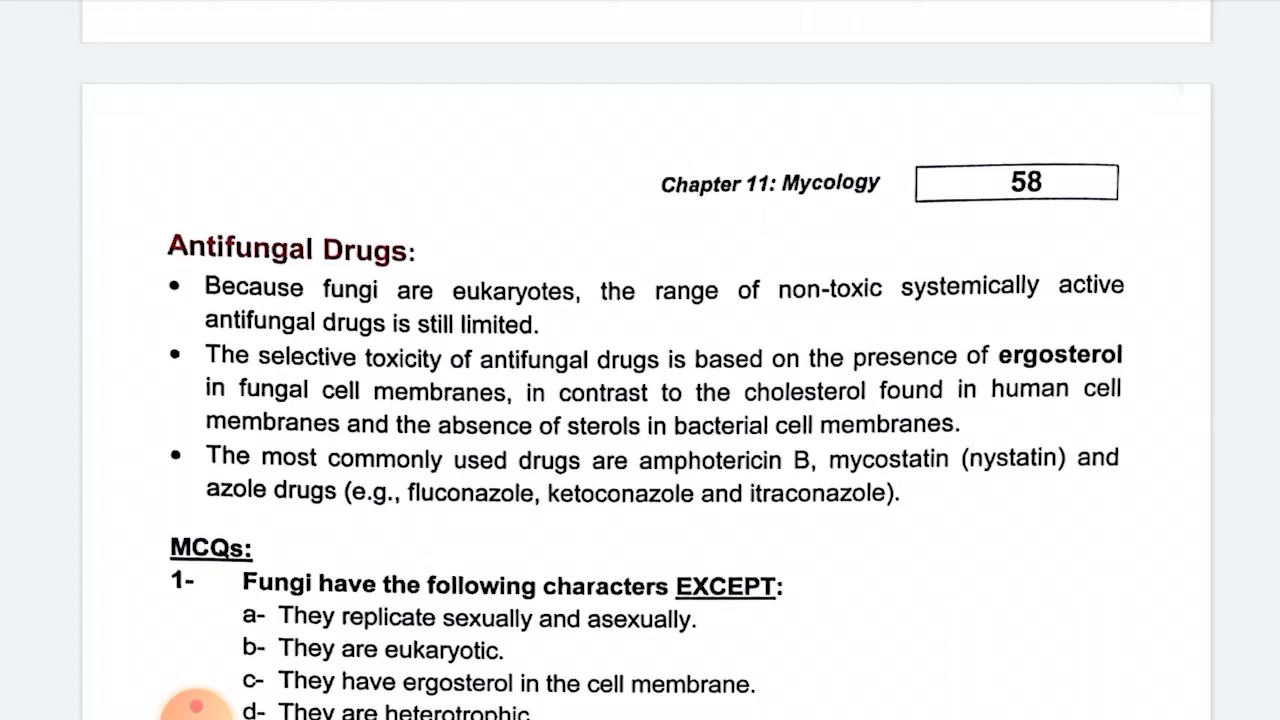 Chapter 11: Mycology
58
Antifungal Drugs:
• Because fungi are eukaryotes, the range of non-toxic systemically active
antifungal drugs is still limited.
• The selective toxicity of antifungal drugs is based on the presence of ergosterol
in fungal cell membranes, in contrast to the cholesterol found in human cell
membranes and the absence of sterols in bacterial cell membranes.
• The most commonly used drugs are amphotericin B, mycostatin (nystatin) and
azole drugs (e.g., fluconazole, ketoconazole and itraconazole).
MCQs:
1- Fungi have the following characters EXCEPT:
a- They replicate sexually and asexually.
b- They are eukaryotic.
c- They have ergosterol in the cell membrane.
d- They are heterotrophic